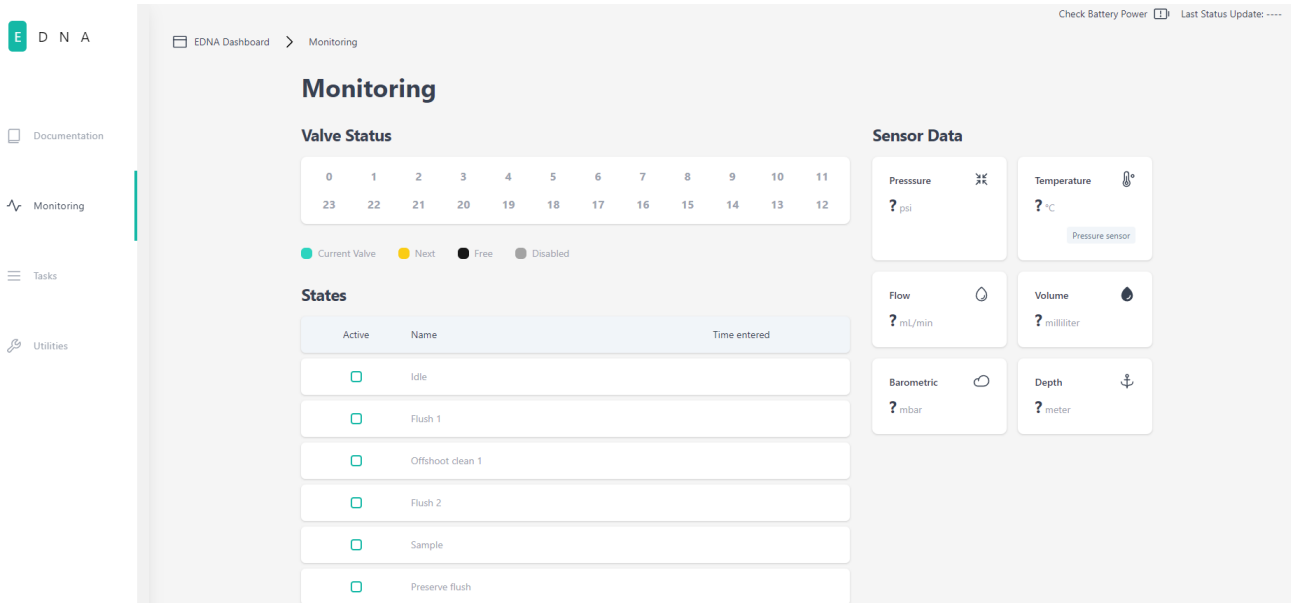 Check Battery Power Last Status Update: ----
E D N A
EDNA Dashboard Monitoring
Documentation
Monitoring
Tasks
Utilities
Monitoring
Valve Status
0 1 2 3 4 5 6 7 8 9 10 11
23 22 21 20 19 18 17 16 15 14 13 12
Current Valve Next Free Disabled
States
Active Name Time entered
Idle
Flush 1
Offshoot clean 1
Flush 2
Sample
Preserve flush
Sensor Data
Presssure
? psi
Temperature
? °C
Pressure sensor
Flow
? mL/min
Volume
? milliliter
Barometric
? mbar
Depth
? meter